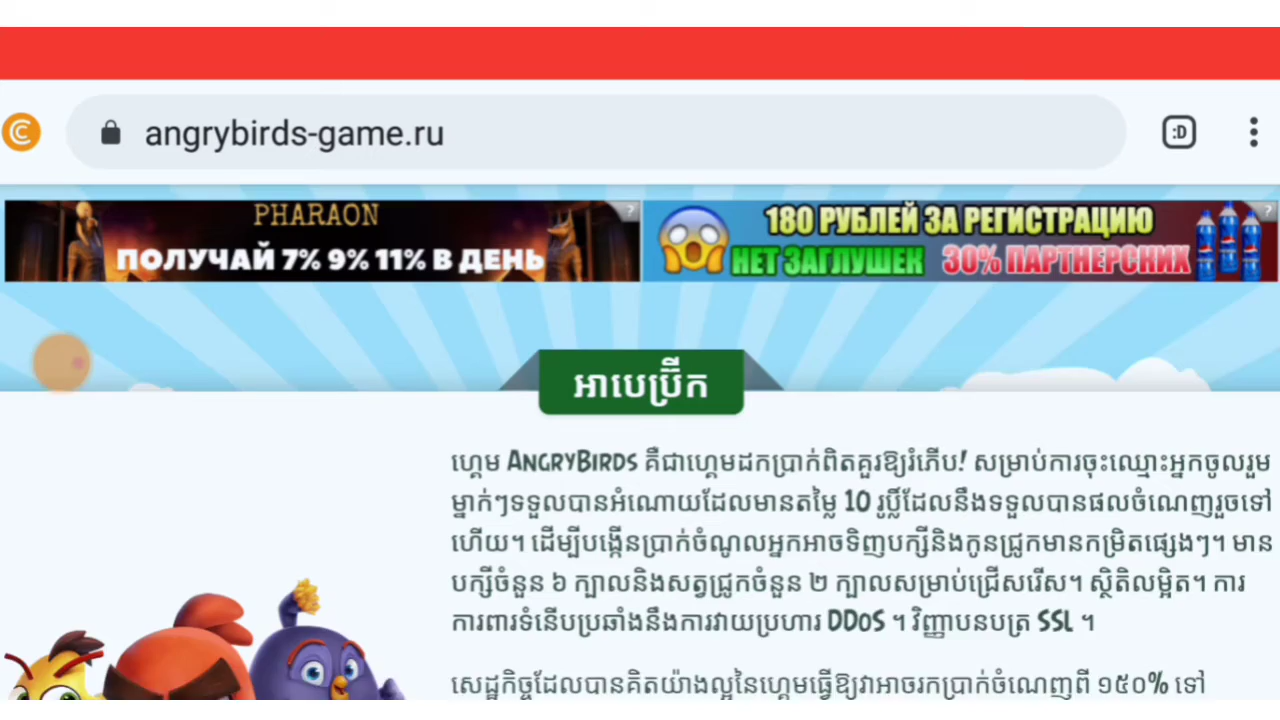 angrybirds-game.ru
:D
PHARAON
ПОЛУЧАЙ 7% 9% 11% В ДЕНЬ
?
180 РУБЛЕЙ ЗА РЕГИСТРАЦИЮ
НЕТ ЗАГЛУШЕК 30% ПАРТНЕРСКИХ
?
អាបេប្រ៊ីក
ហ្គេម ANGRYBIRDS គឺជាហ្គេមដកប្រាក់ពិតគួរឱ្យរំភើប! សម្រាប់ការចុះឈ្មោះអ្នកចូលរួម
ម្នាក់ៗទទួលបានអំណោយដែលមានតម្លៃ 10 រូប្លិ៍ដែលនឹងទទួលបានផលចំណេញរួចទៅ
ហើយ។ ដើម្បីបង្កើនប្រាក់ចំណូលអ្នកអាចទិញបក្សីនិងកូនជ្រូកមានកម្រិតផ្សេងៗ។ មាន
បក្សីចំនួន ៦ ក្បាលនិងសត្វជ្រូកចំនួន ២ ក្បាលសម្រាប់ជ្រើសរើស។ ស្ថិតិលម្អិត។ ការ
ការពារទំនើបប្រឆាំងនឹងការវាយប្រហារ DDOS ។ វិញ្ញាបនបត្រ SSL ។
សេដ្ឋកិច្ចដែលបានគិតយ៉ាងល្អនៃហ្គេមធ្វើឱ្យវាអាចរកប្រាក់ចំណេញពី ១៥០% ទៅ